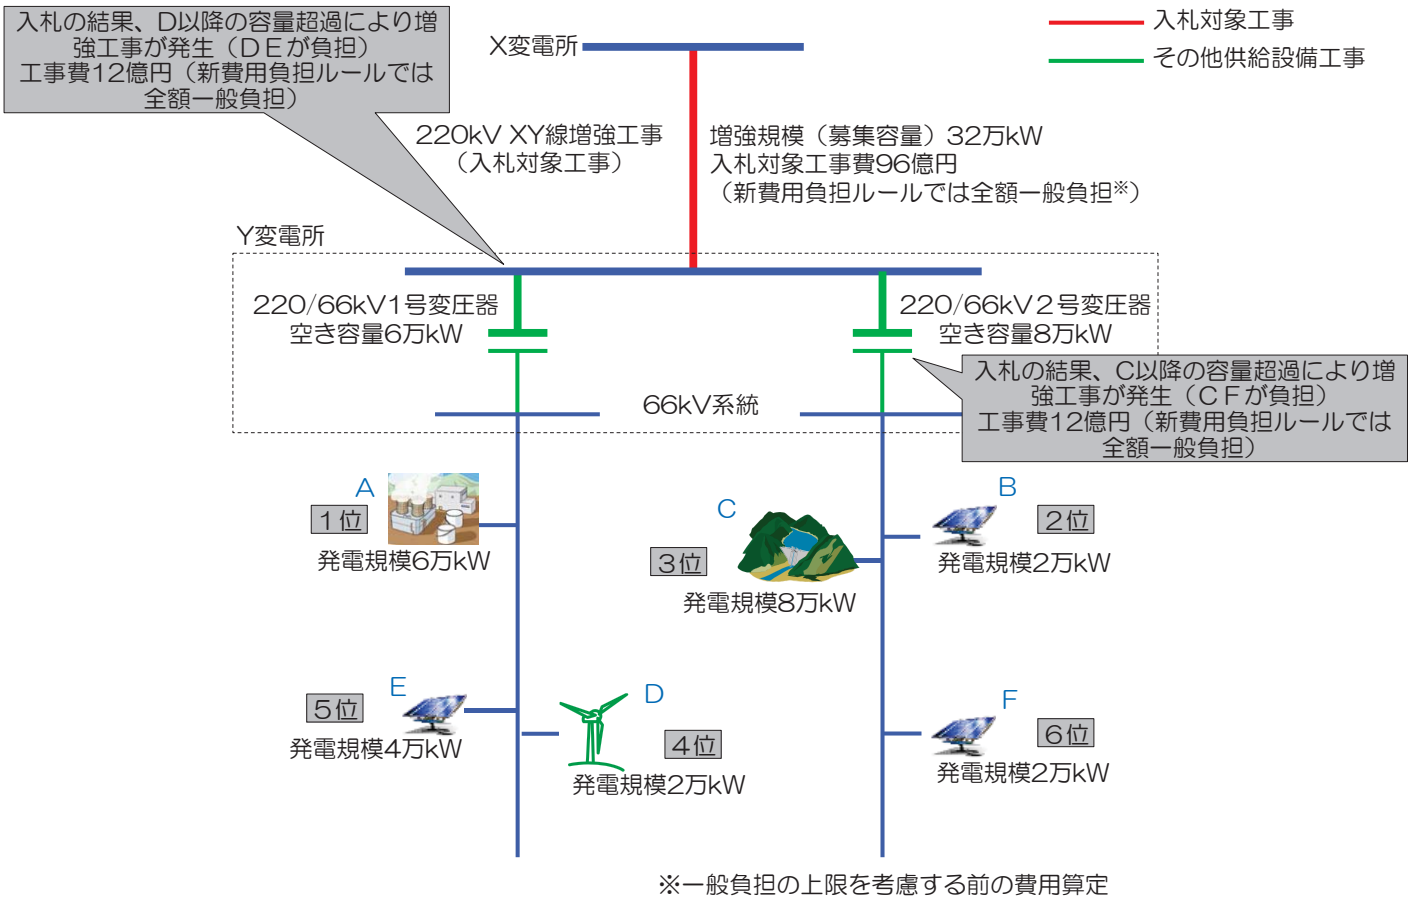 入札の結果、D以降の容量超過により増
強工事が発生（ＤＥが負担）
工事費12億円（新費用負担ルールでは
全額一般負担）
入札対象工事
その他供給設備工事
X変電所
220kV XY線増強工事
（入札対象工事）
増強規模（募集容量）32万kW
入札対象工事費96億円
（新費用負担ルールでは全額一般負担※）
Y変電所
220/66kV1号変圧器
空き容量6万kW
220/66kV２号変圧器
空き容量8万kW
入札の結果、C以降の容量超過により増
強工事が発生（ＣＦが負担）
工事費12億円（新費用負担ルールでは
全額一般負担）
66kV系統
A
１位
発電規模6万kW
C
３位
発電規模8万kW
B
２位
発電規模2万kW
E
５位
発電規模4万kW
D
４位
発電規模2万kW
F
６位
発電規模2万kW
※一般負担の上限を考慮する前の費用算定